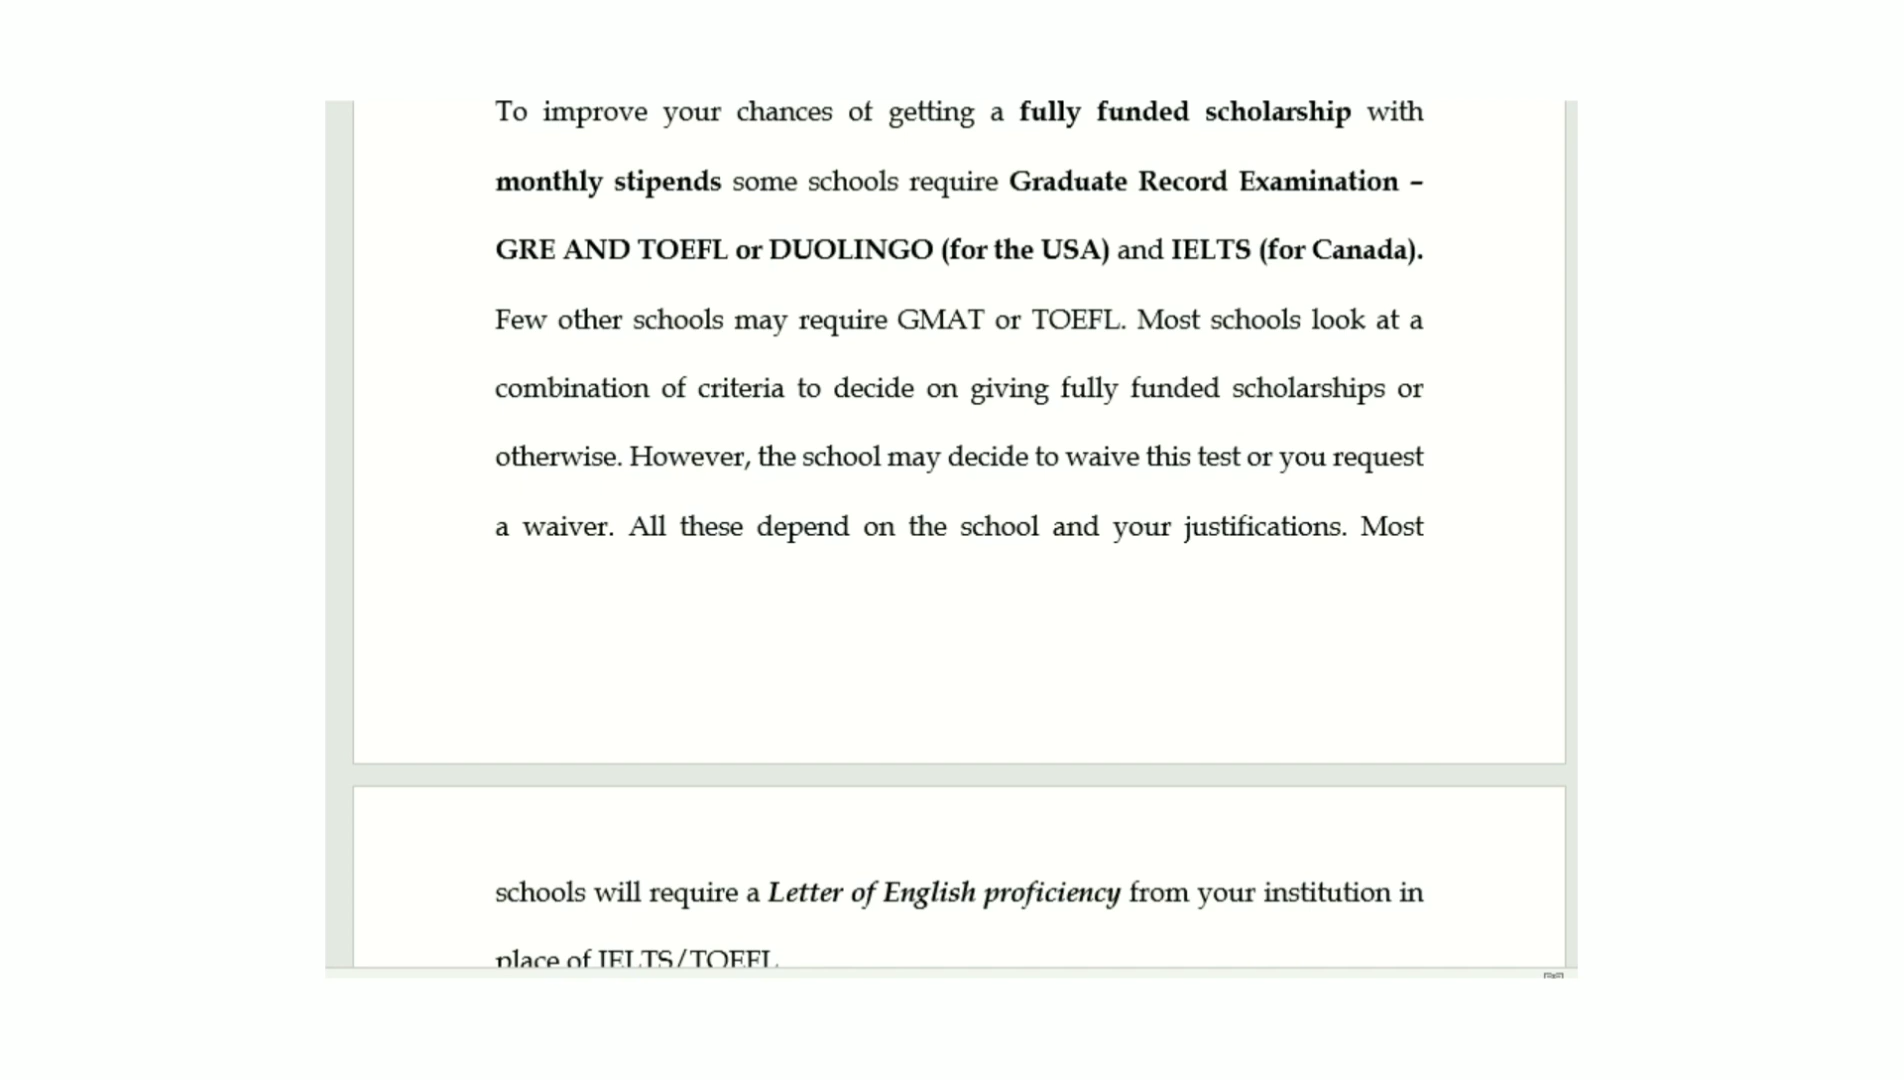 To improve your chances of getting a fully funded scholarship with
monthly stipends some schools require Graduate Record Examination –
GRE AND TOEFL or DUOLINGO (for the USA) and IELTS (for Canada).
Few other schools may require GMAT or TOEFL. Most schools look at a
combination of criteria to decide on giving fully funded scholarships or
otherwise. However, the school may decide to waive this test or you request
a waiver. All these depend on the school and your justifications. Most
schools will require a Letter of English proficiency from your institution in
place of IELTS/TOEFL